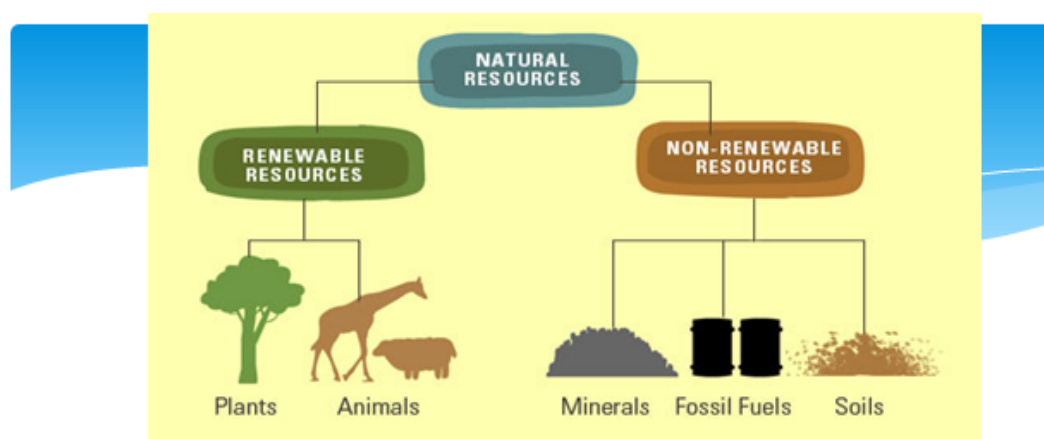 NATURAL
RESOURCES
RENEWABLE
RESOURCES
NON-RENEWABLE
RESOURCES
Plants
Animals
Minerals
Fossil Fuels
Soils